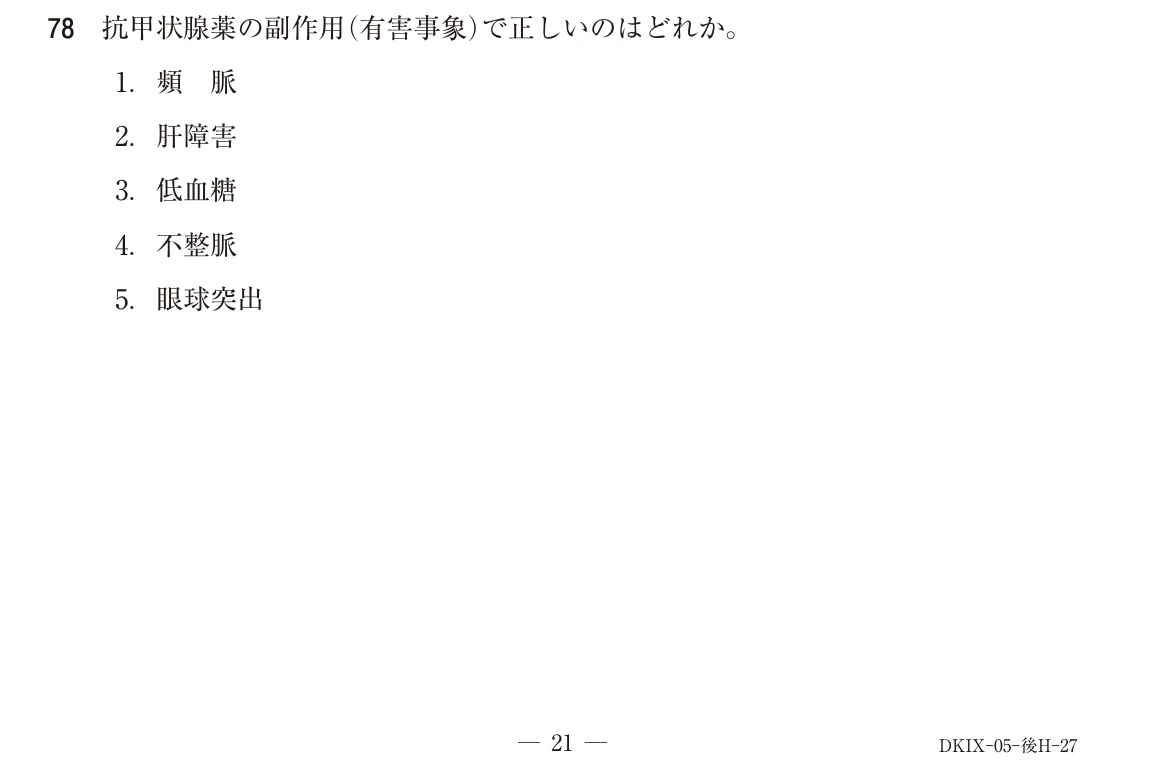 78 抗甲状腺薬の副作用(有害事象)で正しいのはどれか。
1. 頻　脈
2. 肝障害
3. 低血糖
4. 不整脈
5. 眼球突出
— 21 —
DKIX-05-後H-27